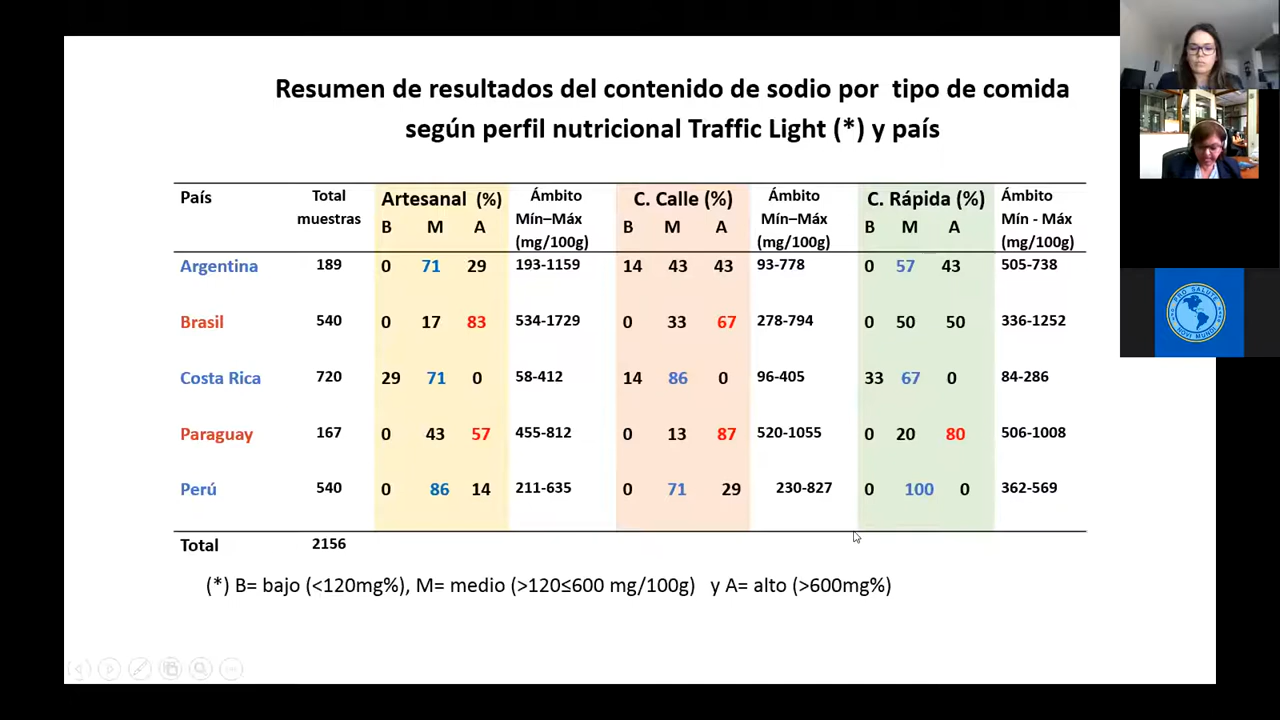 Resumen de resultados del contenido de sodio por tipo de comida
según perfil nutricional Traffic Light (*) y país
País Total muestras Artesanal (%) Ámbito Mín–Máx (mg/100g) C. Calle (%) Ámbito Mín–Máx (mg/100g) C. Rápida (%) Ámbito Mín - Máx (mg/100g)
B M A B M A B M A
Argentina 189 0 71 29 193-1159 14 43 43 93-778 0 57 43 505-738
Brasil 540 0 17 83 534-1729 0 33 67 278-794 0 50 50 336-1252
Costa Rica 720 29 71 0 58-412 14 86 0 96-405 33 67 0 84-286
Paraguay 167 0 43 57 455-812 0 13 87 520-1055 0 20 80 506-1008
Perú 540 0 86 14 211-635 0 71 29 230-827 0 100 0 362-569
Total 2156
(*) B= bajo (<120mg%), M= medio (>120≤600 mg/100g) y A= alto (>600mg%)
PRO SALUTE
NOVI MUNDI